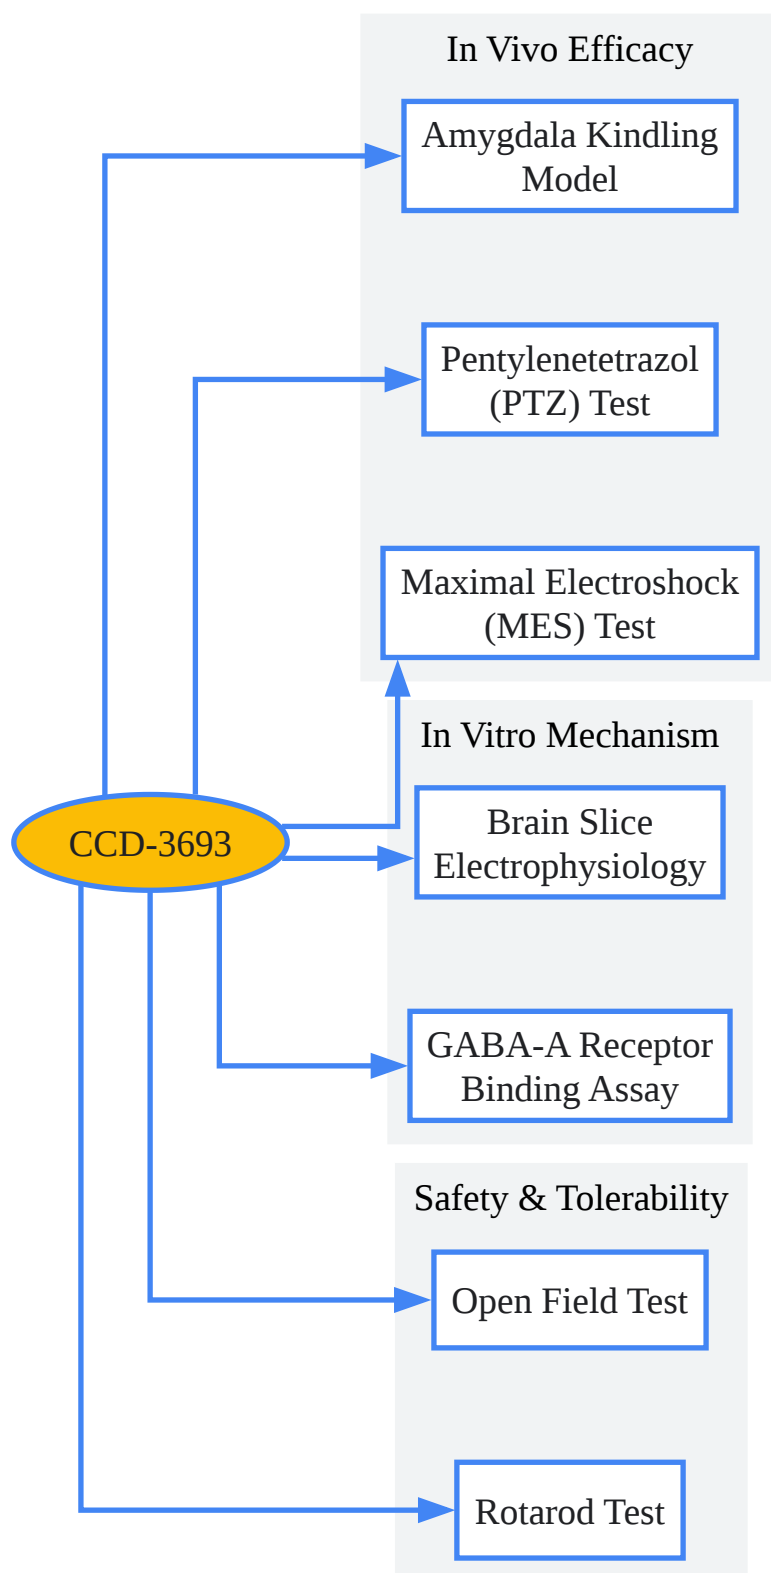 In Vivo Efficacy
Amygdala Kindling
Model
Pentylenetetrazol
(PTZ) Test
Maximal Electroshock
(MES) Test
In Vitro Mechanism
CCD-3693
Brain Slice
Electrophysiology
GABA-A Receptor
Binding Assay
Safety & Tolerability
Open Field Test
Rotarod Test